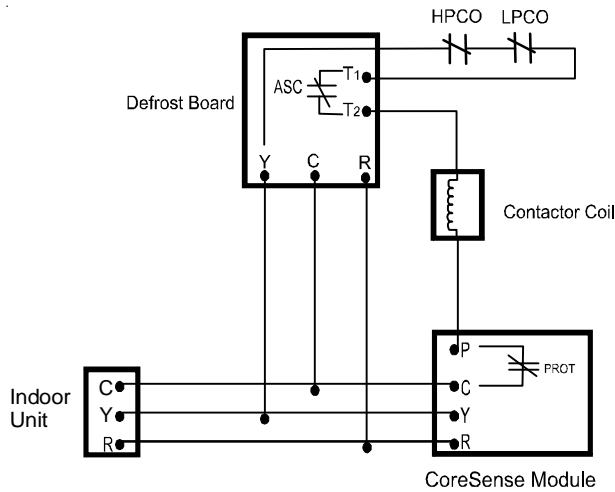 HPCO LPCO
Defrost Board
ASC
T1
T2
Y C R
Contactor Coil
P
PROT
C
Y
R
Indoor
Unit
C
Y
R
CoreSense Module